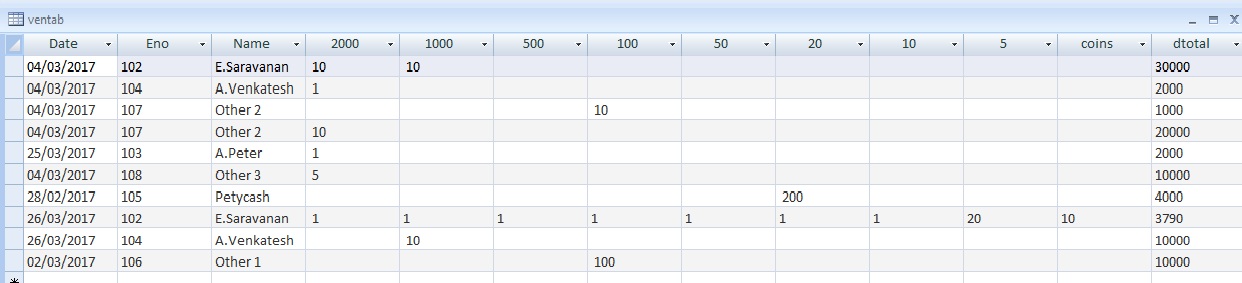 ventab
Date Eno Name 2000 1000 500 100 50 20 10 5 coins dtotal
04/03/2017 102 E.Saravanan 10 10 30000
04/03/2017 104 A.Venkatesh 1 2000
04/03/2017 107 Other 2 10 1000
04/03/2017 107 Other 2 10 20000
25/03/2017 103 A.Peter 1 2000
04/03/2017 108 Other 3 5 10000
28/02/2017 105 Petycash 200 4000
26/03/2017 102 E.Saravanan 1 1 1 1 1 1 1 20 10 3790
26/03/2017 104 A.Venkatesh 10 10000
02/03/2017 106 Other 1 100 10000